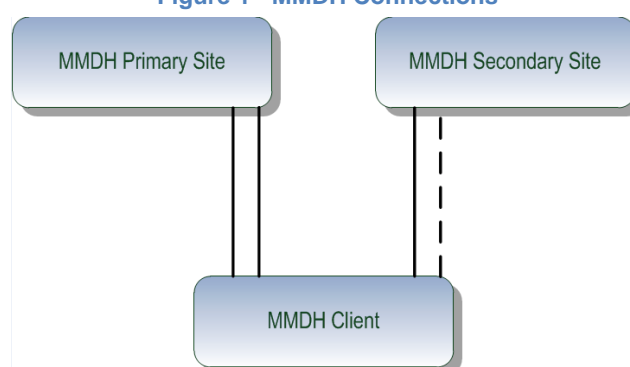 Figure 1 - MMDH Connections
MMDH Primary Site
MMDH Secondary Site
MMDH Client